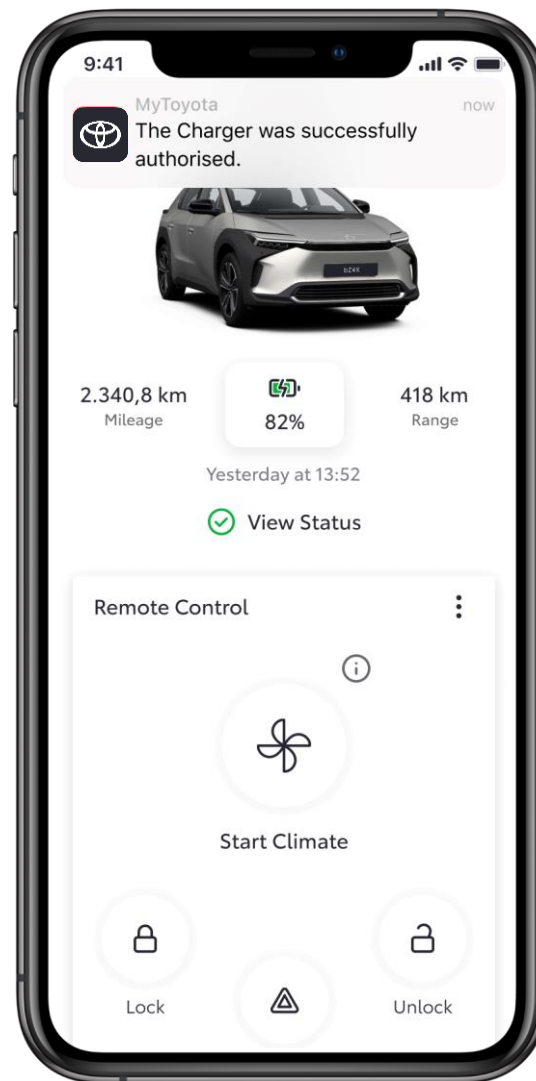 9:41
MyToyota now
The Charger was successfully
authorised.
bZ4X
2.340,8 km 82% 418 km
Mileage Range
Yesterday at 13:52
View Status
Remote Control
Start Climate
Lock Unlock